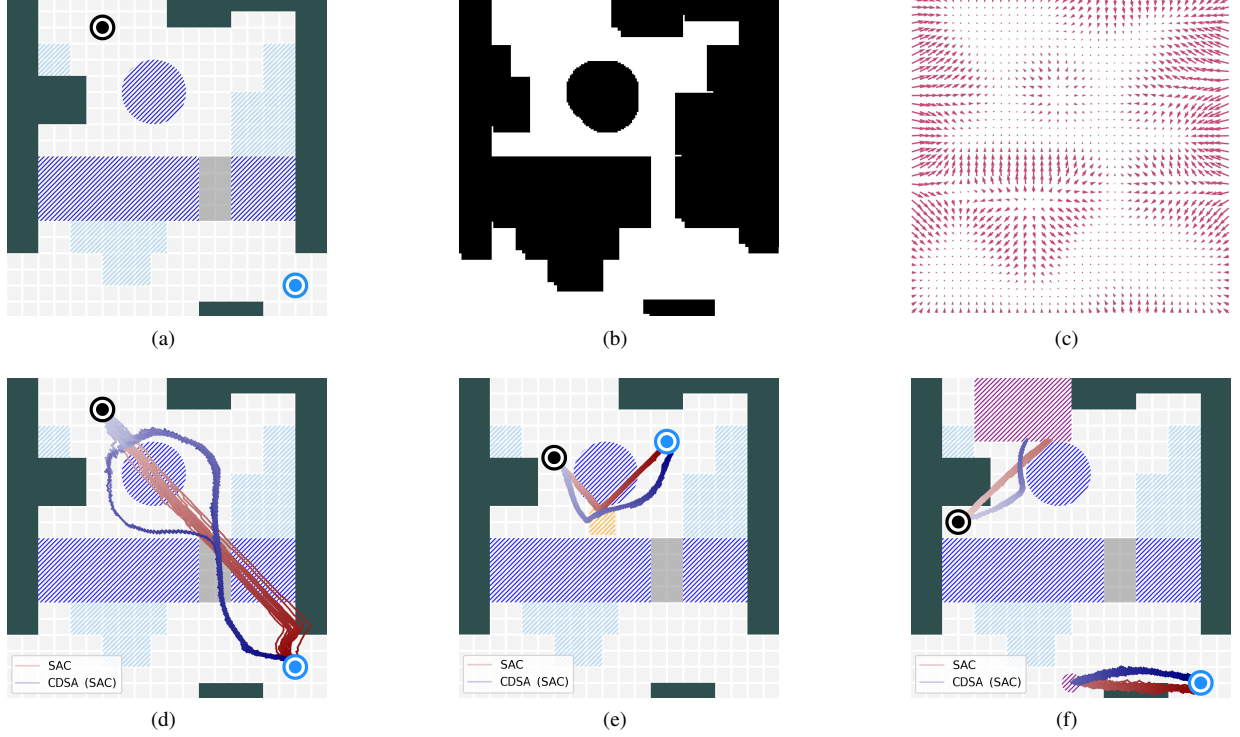 (a)
(b)
(c)
SAC
CDSA (SAC)
(d)
SAC
CDSA (SAC)
(e)
SAC
CDSA (SAC)
(f)